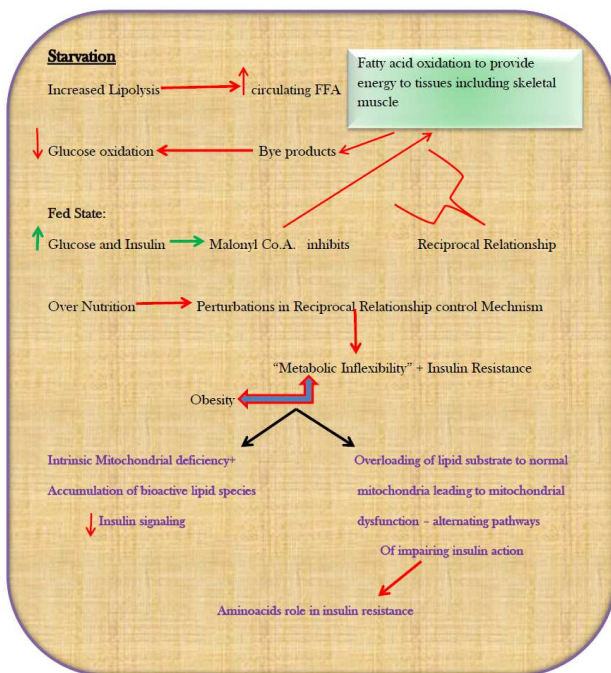 Starvation
Fatty acid oxidation to provide
energy to tissues including skeletal
muscle
Increased Lipolysis circulating FFA
Glucose oxidation Bye products
Fed State:
Glucose and Insulin Malonyl Co.A. inhibits Reciprocal Relationship
Over Nutrition Perturbations in Reciprocal Relationship control Mechnism
“Metabolic Inflexibility” + Insulin Resistance
Obesity
Intrinsic Mitochondrial deficiency+
Accumulation of bioactive lipid species
Insulin signaling
Overloading of lipid substrate to normal
mitochondria leading to mitochondrial
dysfunction – alternating pathways
Of impairing insulin action
Aminoacids role in insulin resistance